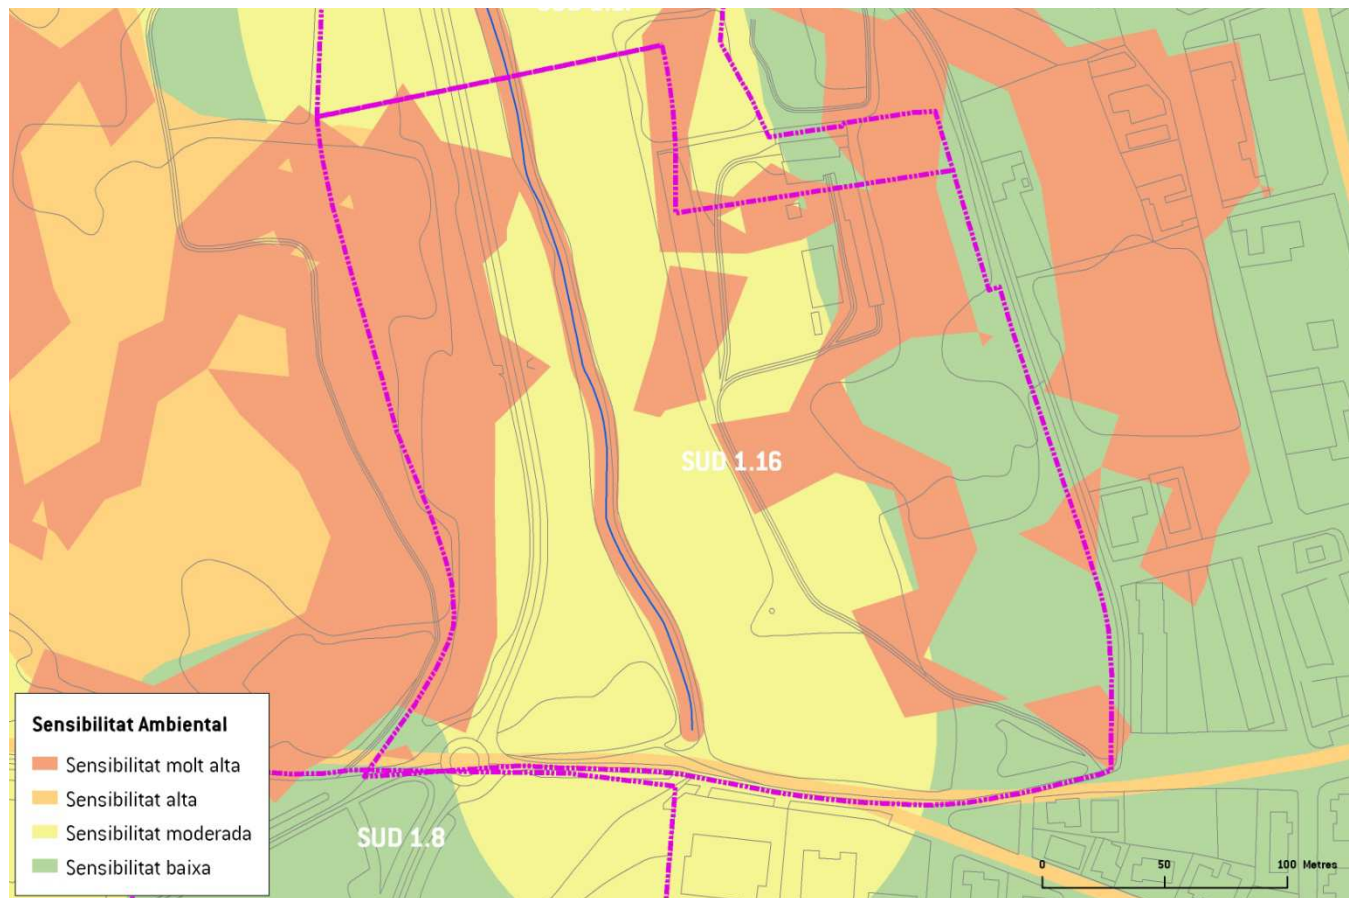 SUD 1.16
Sensibilitat Ambiental
Sensibilitat molt alta
Sensibilitat alta
Sensibilitat moderada
Sensibilitat baixa
SUD 1.8
0 50 100 Metres